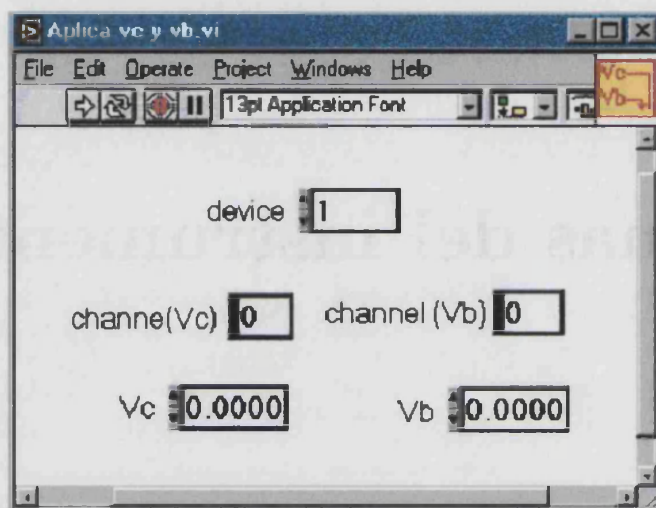 Aplica vc y vb.vi
File Edit Operate Project Windows Help
13pt Application Font
Vc
Vb
device 1
channe(Vc) 0 channel (Vb) 0
Vc 0.0000 Vb 0.0000